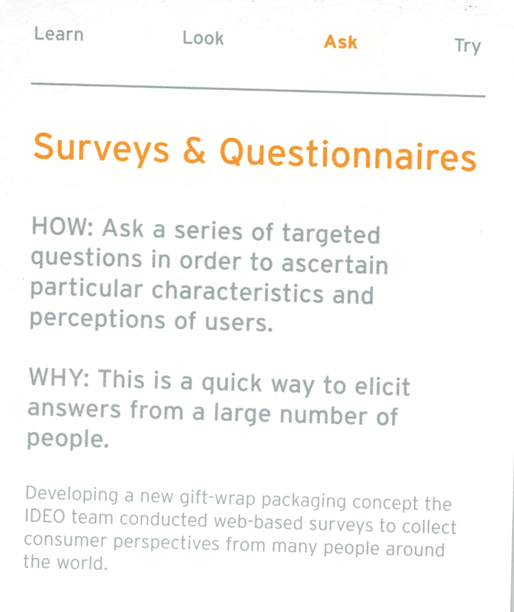 Learn Look Ask Try
Surveys & Questionnaires
HOW: Ask a series of targeted
questions in order to ascertain
particular characteristics and
perceptions of users.
WHY: This is a quick way to elicit
answers from a large number of
people.
Developing a new gift-wrap packaging concept the
IDEO team conducted web-based surveys to collect
consumer perspectives from many people around
the world.